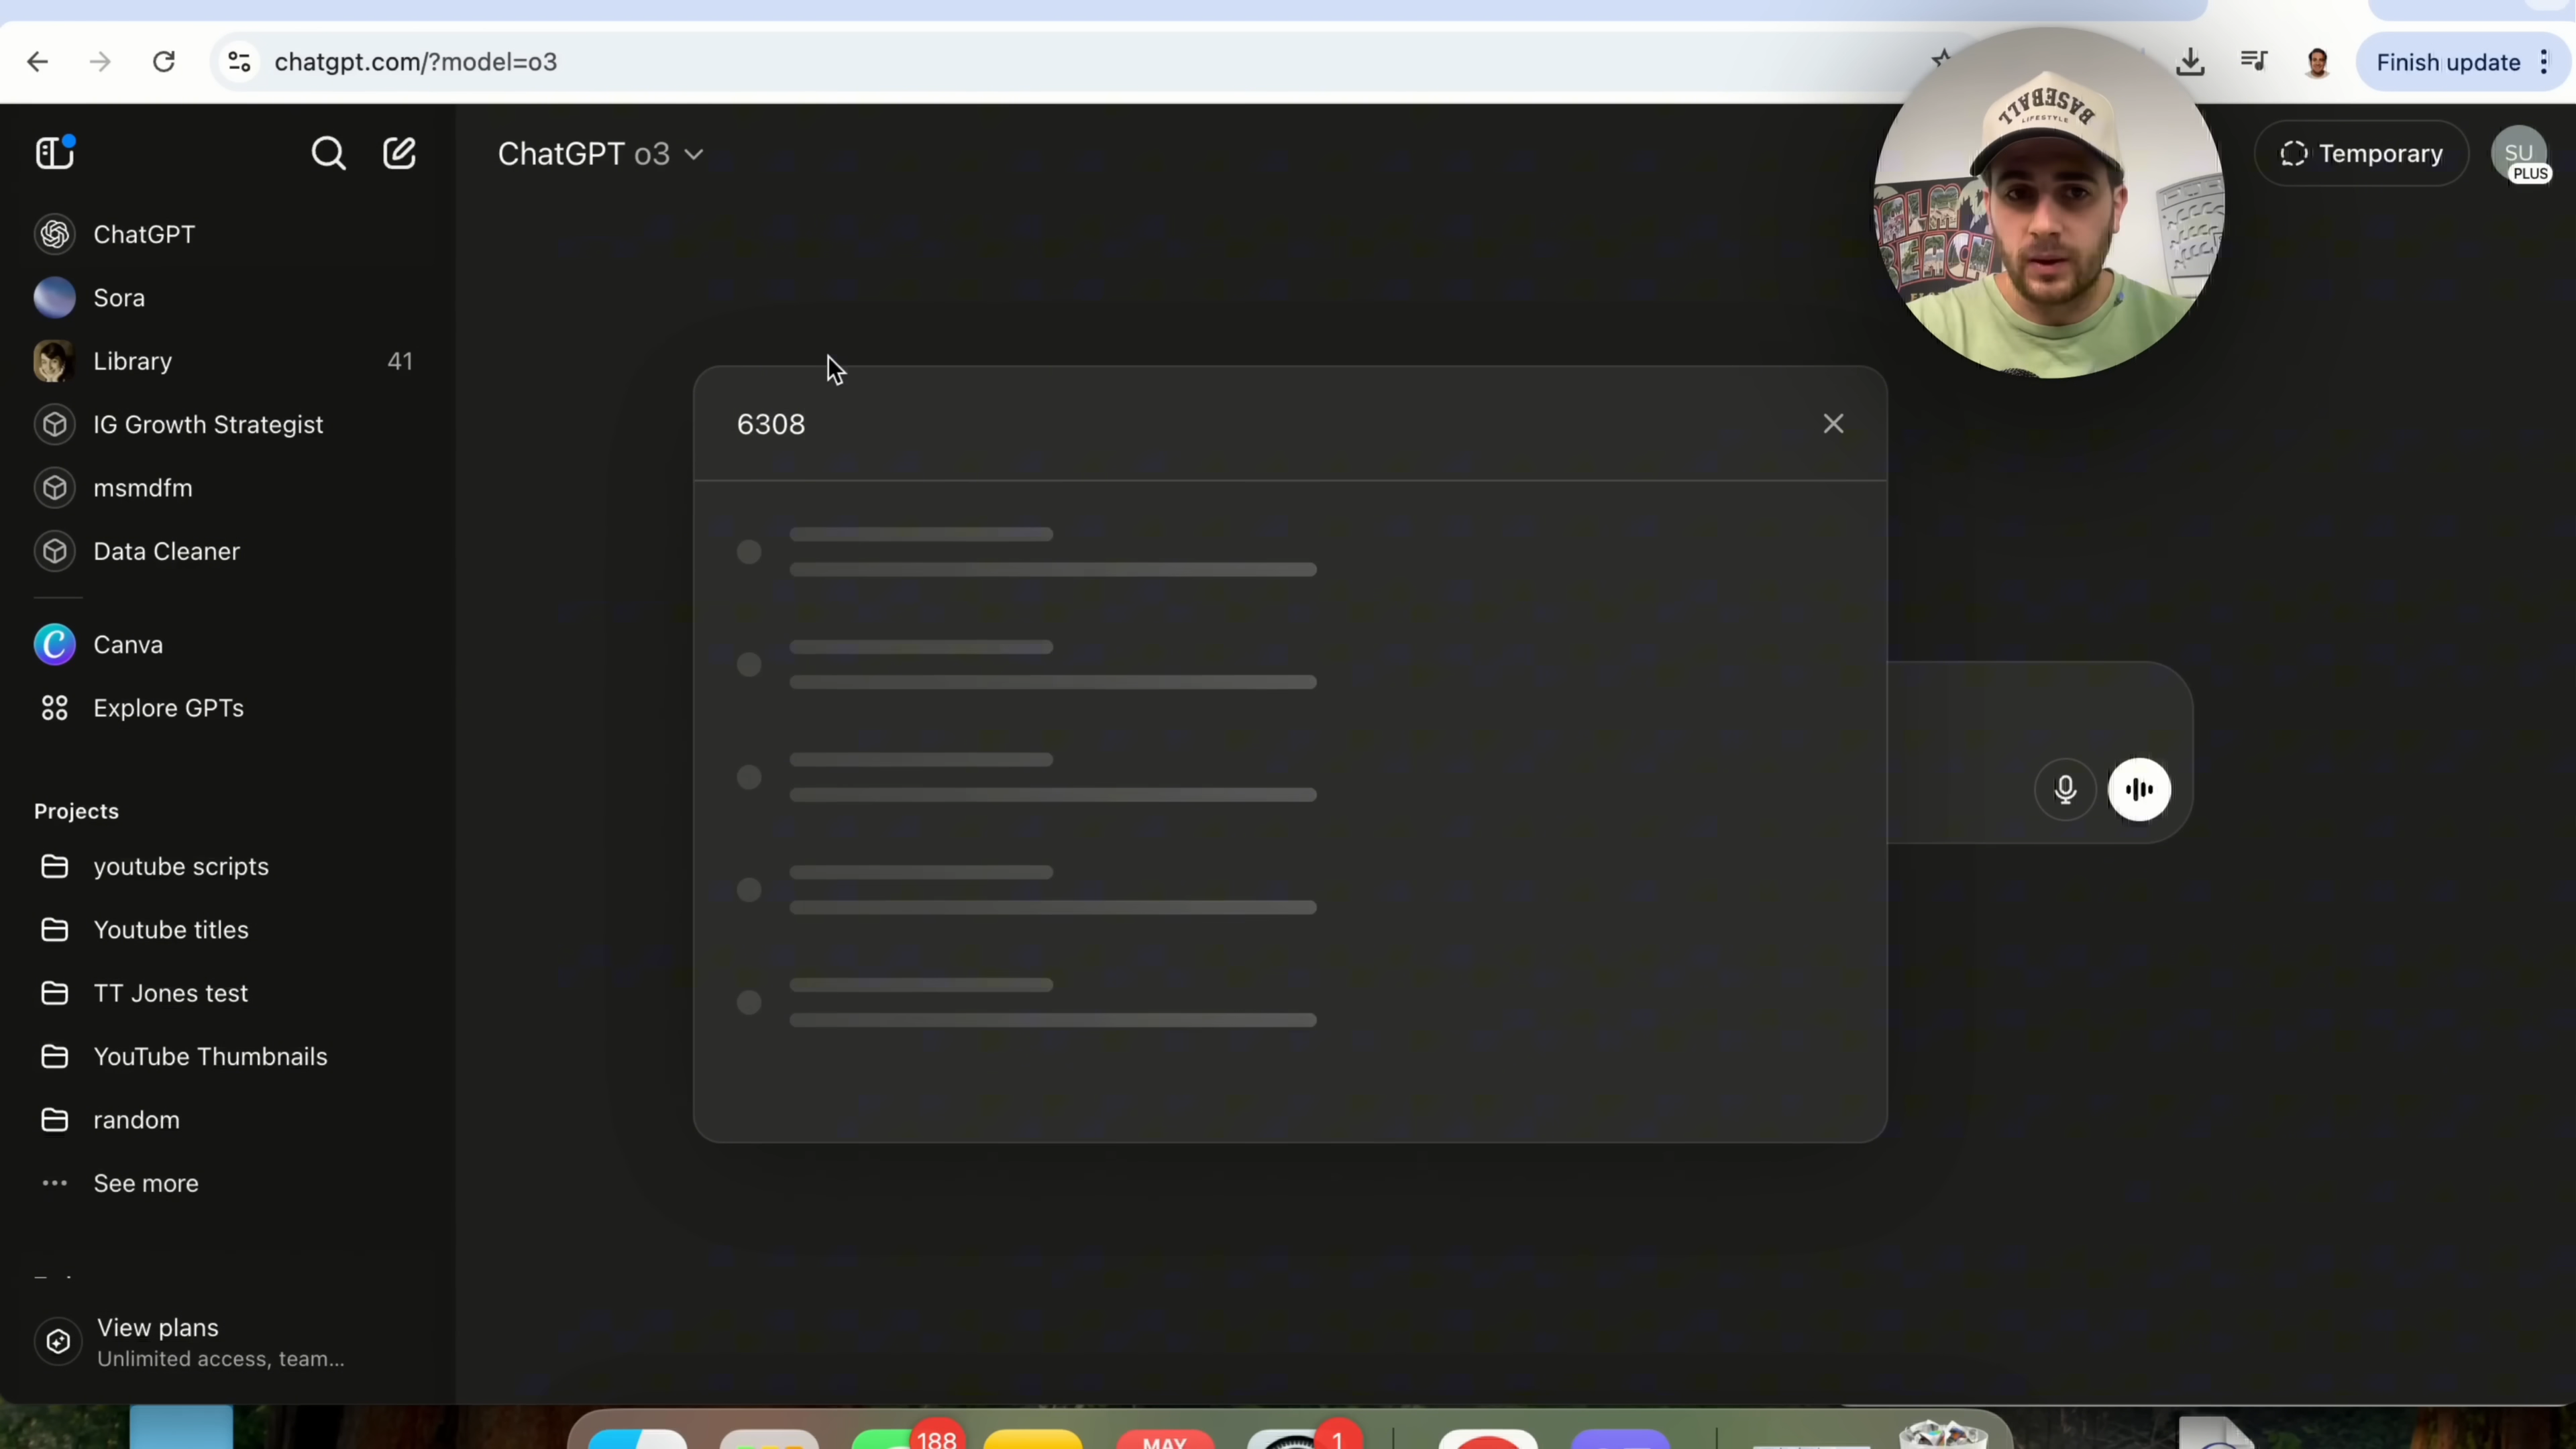 chatgpt.com/?model=o3
Finish update
ChatGPT o3
Temporary
SU
PLUS
BASEBALL
LIFESTYLE
ChatGPT
Sora
Library 41
IG Growth Strategist
msmdfm
Data Cleaner
Canva
Explore GPTs
6308
Projects
youtube scripts
Youtube titles
TT Jones test
YouTube Thumbnails
random
See more
View plans
Unlimited access, team...
188
MAY
1